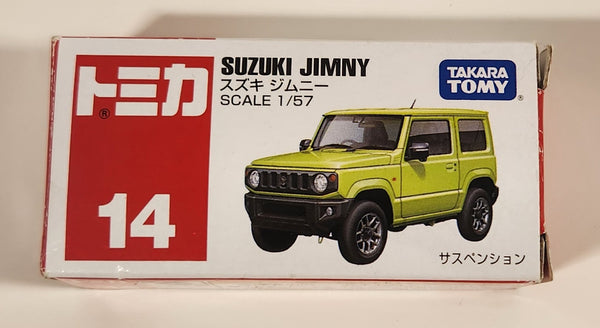 トミカ
®
14
SUZUKI JIMNY
スズキ ジムニー
SCALE 1/57
TAKARA
TOMY
®
サスペンション